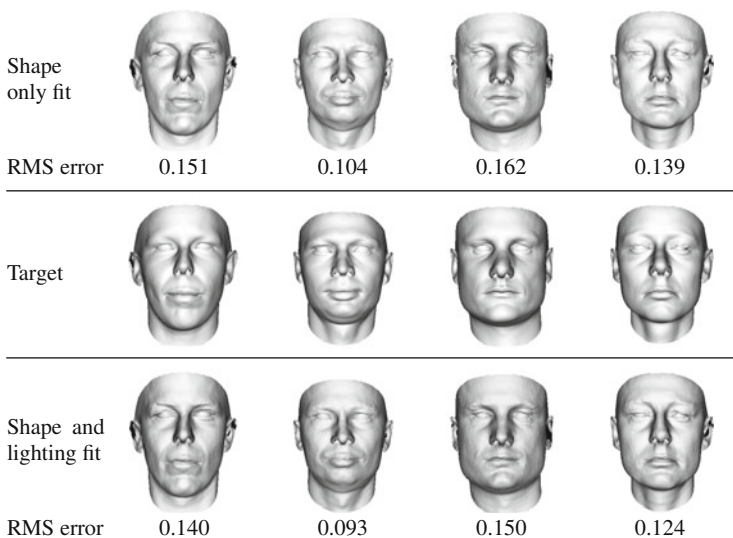 Shape
only fit
RMS error 0.151 0.104 0.162 0.139
Target
Shape and
lighting fit
RMS error 0.140 0.093 0.150 0.124